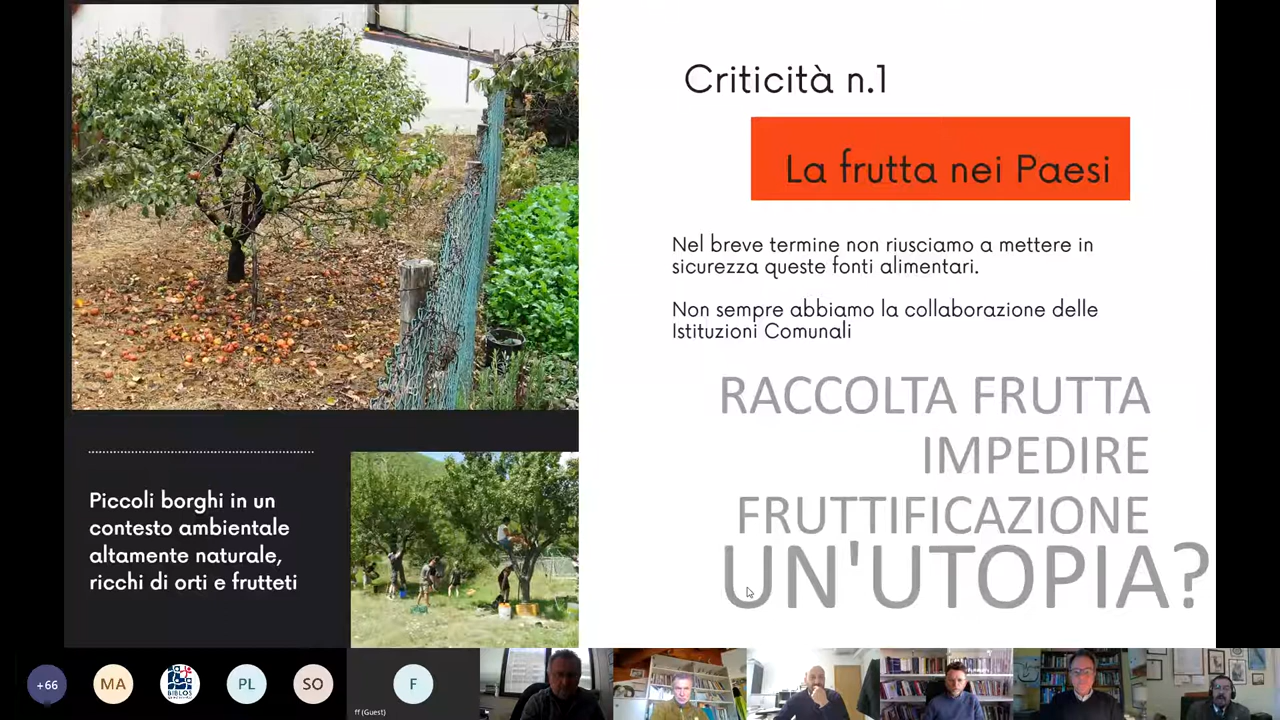 Criticità n.1
La frutta nei Paesi
Nel breve termine non riusciamo a mettere in
sicurezza queste fonti alimentari.
Non sempre abbiamo la collaborazione delle
Istituzioni Comunali
RACCOLTA FRUTTA
IMPEDIRE
FRUTTIFICAZIONE
UN'UTOPIA?
Piccoli borghi in un
contesto ambientale
altamente naturale,
ricchi di orti e frutteti
+66
MA
BIBLOS
PL
SO
F
ff (Guest)